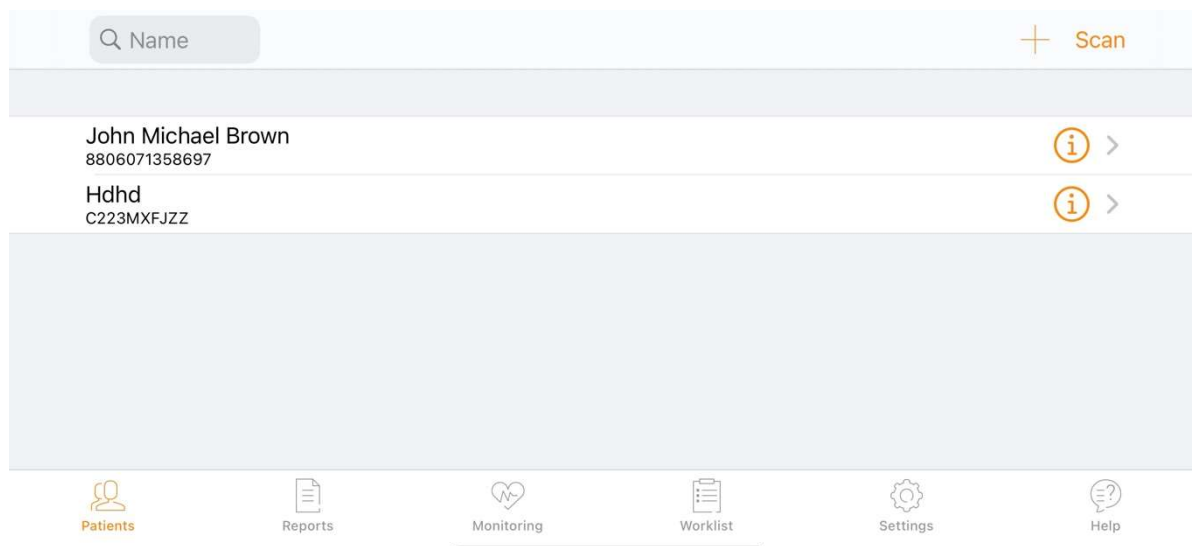 Name
Scan
John Michael Brown
8806071358697
Hdhd
C223MXFJZZ
Patients
Reports
Monitoring
Worklist
Settings
Help